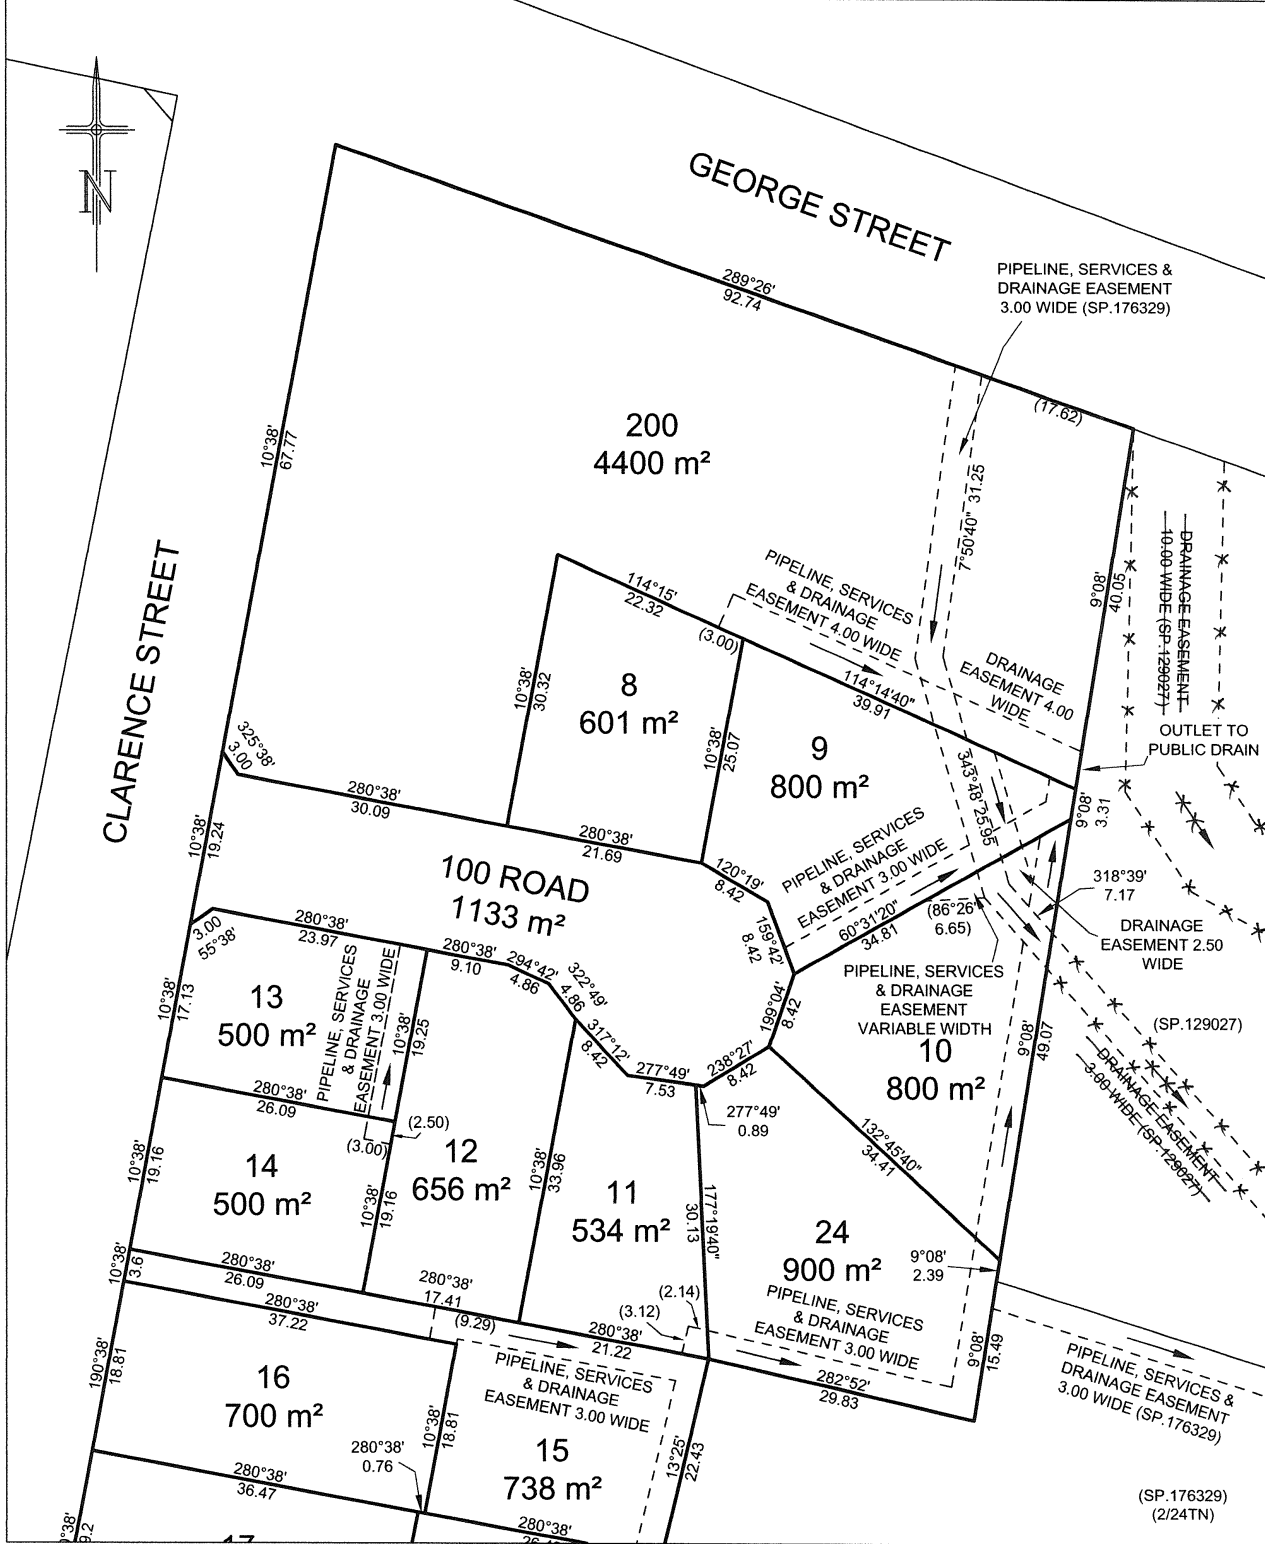 N
GEORGE STREET
CLARENCE STREET
PIPELINE, SERVICES &
DRAINAGE EASEMENT
3.00 WIDE (SP.176329)
289°26'
92.74
(17.62)
200
4400 m²
10°38'
67.77
7°50'40" 31.25
9°08'
40.05
DRAINAGE EASEMENT
10.00 WIDE (SP.129027)
114°15'
22.32
(3.00)
PIPELINE, SERVICES
& DRAINAGE
EASEMENT 4.00 WIDE
DRAINAGE
EASEMENT 4.00
WIDE
114°14'40"
39.91
8
601 m²
10°38'
30.32
10°38'
25.07
9
800 m²
OUTLET TO
PUBLIC DRAIN
343°48' 25.95
9°08'
3.31
325°38'
3.00
280°38'
30.09
280°38'
21.69
10°38'
19.24
100 ROAD
1133 m²
120°19'
8.42
159°42'
8.42
PIPELINE, SERVICES
& DRAINAGE
EASEMENT 3.00 WIDE
60°31'20"
34.81
(86°26'
6.65)
318°39'
7.17
DRAINAGE
EASEMENT 2.50
WIDE
3.00
55°38'
280°38'
23.97
280°38'
9.10
294°42'
4.86
322°49'
4.86
317°12'
8.42
277°49'
7.53
238°27'
8.42
199°04'
8.42
PIPELINE, SERVICES
& DRAINAGE
EASEMENT
VARIABLE WIDTH
10
800 m²
9°08'
49.07
(SP.129027)
DRAINAGE EASEMENT
3.00 WIDE (SP.129027)
10°38'
17.13
13
500 m²
PIPELINE, SERVICES
& DRAINAGE
EASEMENT 3.00 WIDE
10°38'
19.25
280°38'
26.09
(3.00)
(2.50)
277°49'
0.89
132°45'40"
34.41
10°38'
19.16
14
500 m²
10°38'
19.16
12
656 m²
10°38'
33.96
11
534 m²
177°19'40"
30.13
24
900 m²
9°08'
2.39
10°38'
3.6
280°38'
26.09
280°38'
17.41
(9.29)
280°38'
21.22
(3.12)
(2.14)
PIPELINE, SERVICES
& DRAINAGE
EASEMENT 3.00 WIDE
9°08'
15.49
282°52'
29.83
280°38'
37.22
190°38'
18.81
16
700 m²
10°38'
18.81
PIPELINE, SERVICES
& DRAINAGE
EASEMENT 3.00 WIDE
15
738 m²
13°25'
22.43
PIPELINE, SERVICES &
DRAINAGE EASEMENT
3.00 WIDE (SP.176329)
280°38'
0.76
280°38'
36.47
280°38'
(SP.176329)
(2/24TN)
0°38'
9.2
17